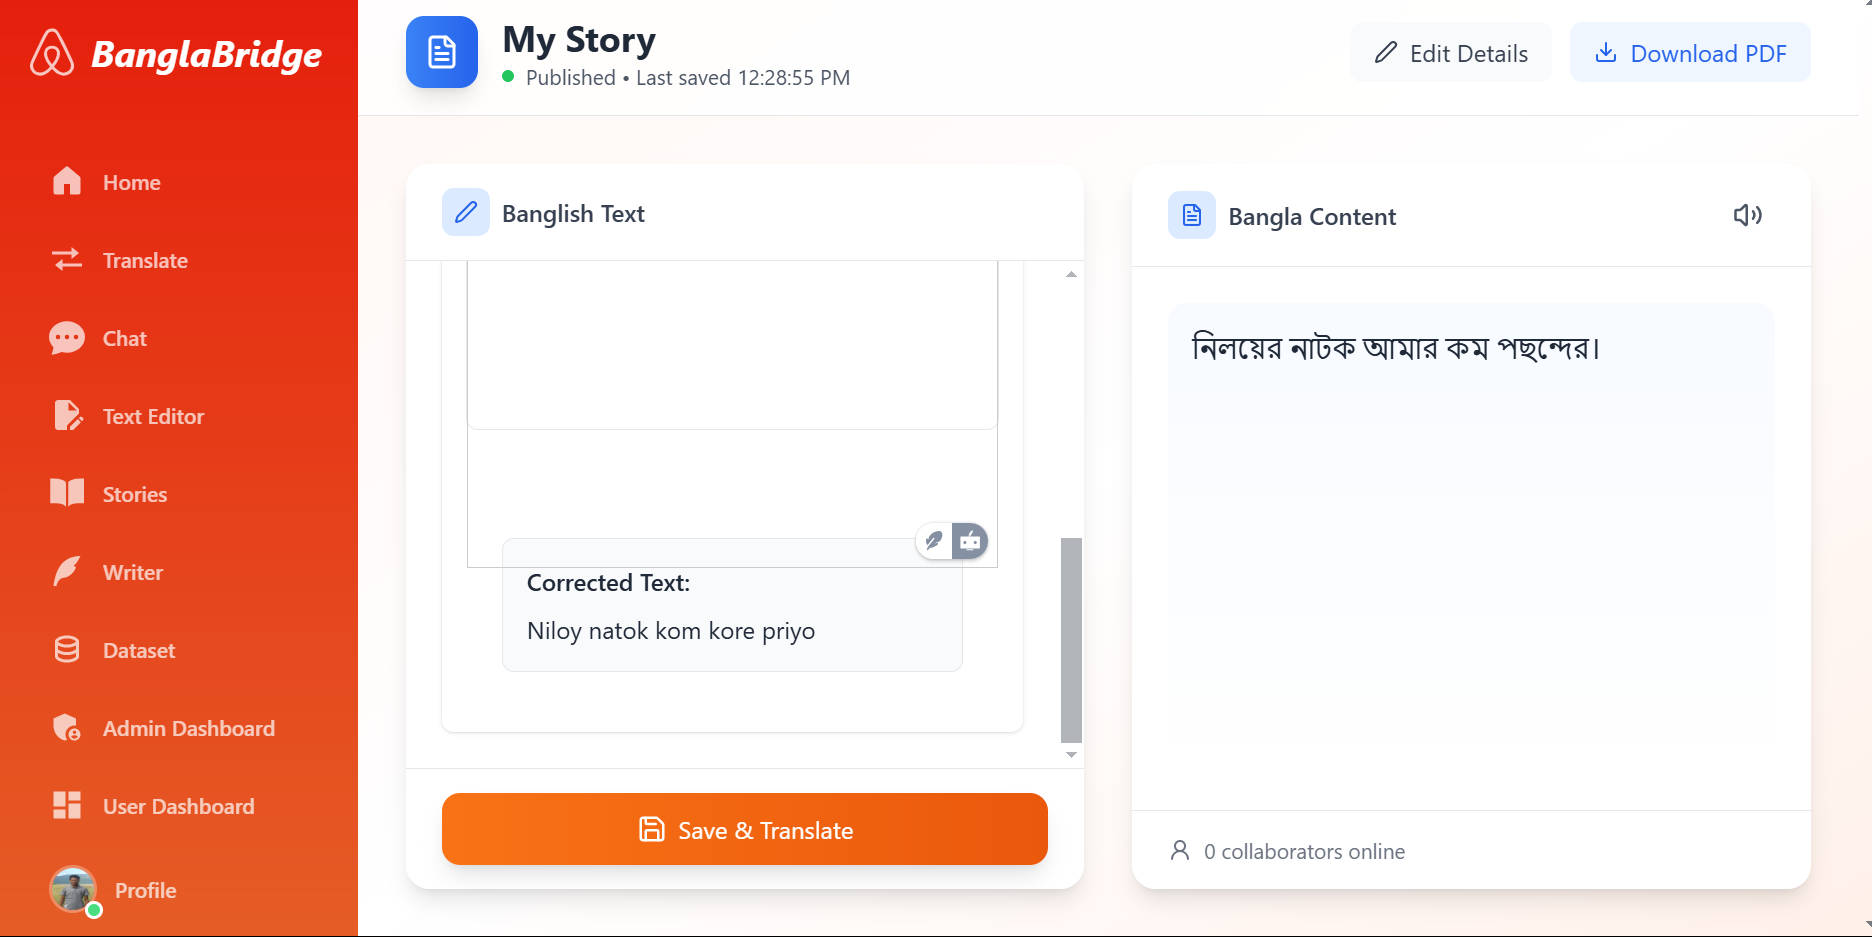 BanglaBridge
Home
Translate
Chat
Text Editor
Stories
Writer
Dataset
Admin Dashboard
User Dashboard
Profile
My Story
Published • Last saved 12:28:55 PM
Edit Details
Download PDF
Banglish Text
Corrected Text:
Niloy natok kom kore priyo
Save & Translate
Bangla Content
নিলয়ের নাটক আমার কম পছন্দের।
0 collaborators online